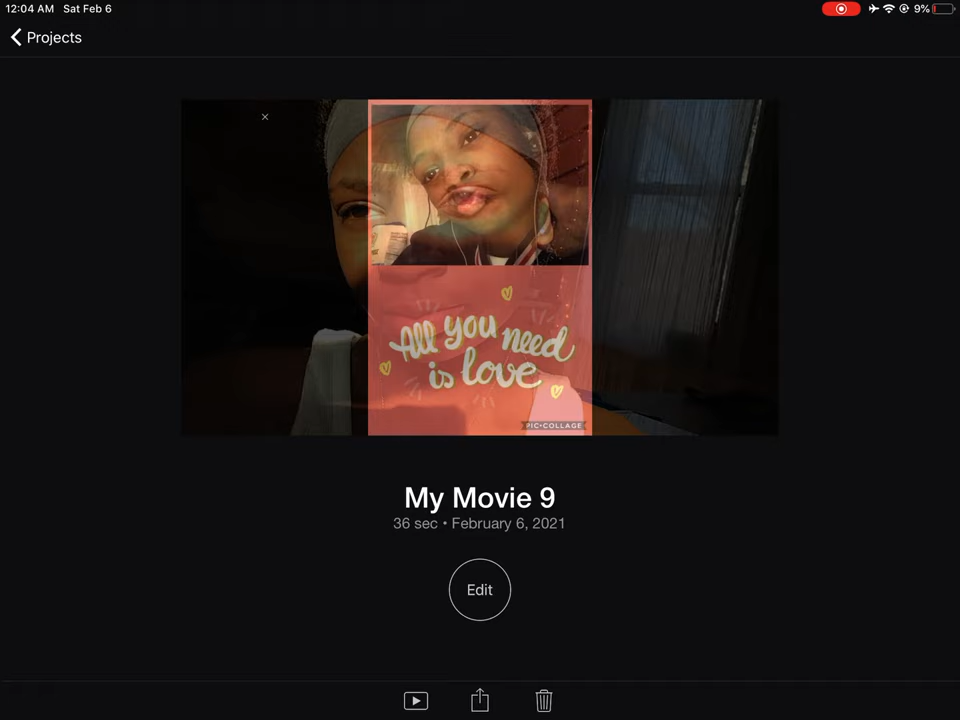 12:04 AM Sat Feb 6
9%
Projects
All you need
is love
PIC•COLLAGE
My Movie 9
36 sec • February 6, 2021
Edit